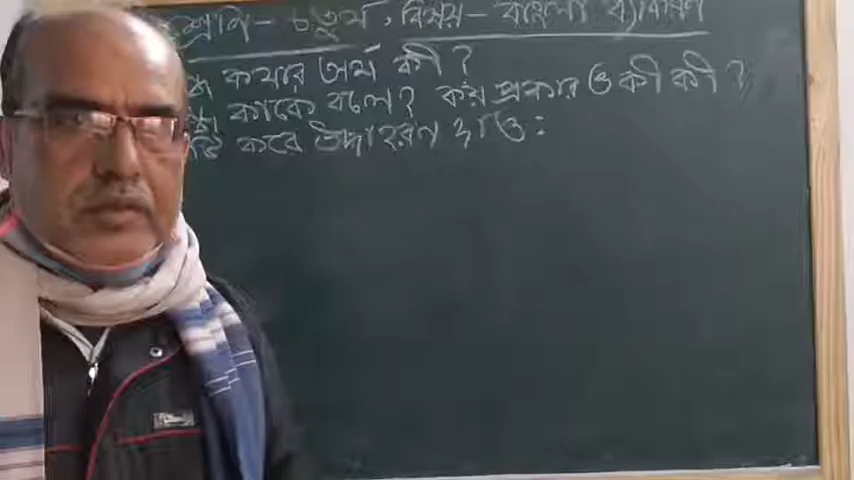 শ্রেণি - চতুর্থ, বিষয় - বাংলা ব্যাকরণ
কথার অর্থ কী ?
কাকে বলে ? কয় প্রকার ও কী কী ?
করে উদাহরণ দাও :